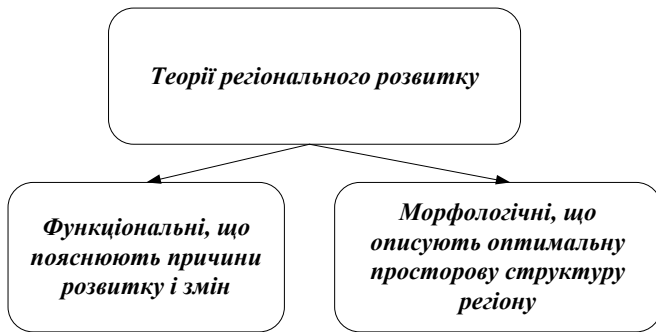 Теорії регіонального розвитку
Функціональні, що
пояснюють причини
розвитку і змін
Морфологічні, що
описують оптимальну
просторову структуру
регіону